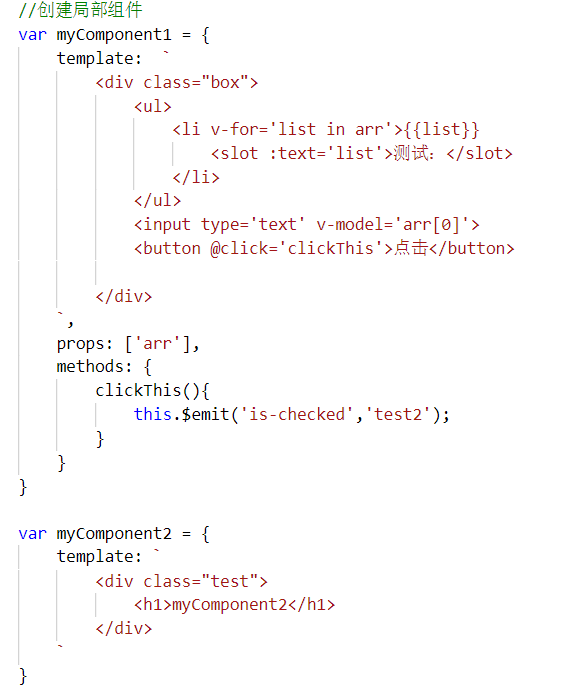 //创建局部组件
var myComponent1 = {
    template:  `
        <div class="box">
            <ul>
                <li v-for='list in arr'>{{list}}
                    <slot :text='list'>测试：</slot>
                </li>
            </ul>
            <input type='text' v-model='arr[0]'>
            <button @click='clickThis'>点击</button>

        </div>
    `,
    props: ['arr'],
    methods: {
        clickThis(){
            this.$emit('is-checked','test2');
        }
    }
}

var myComponent2 = {
    template: `
        <div class="test">
            <h1>myComponent2</h1>
        </div>
    `
}